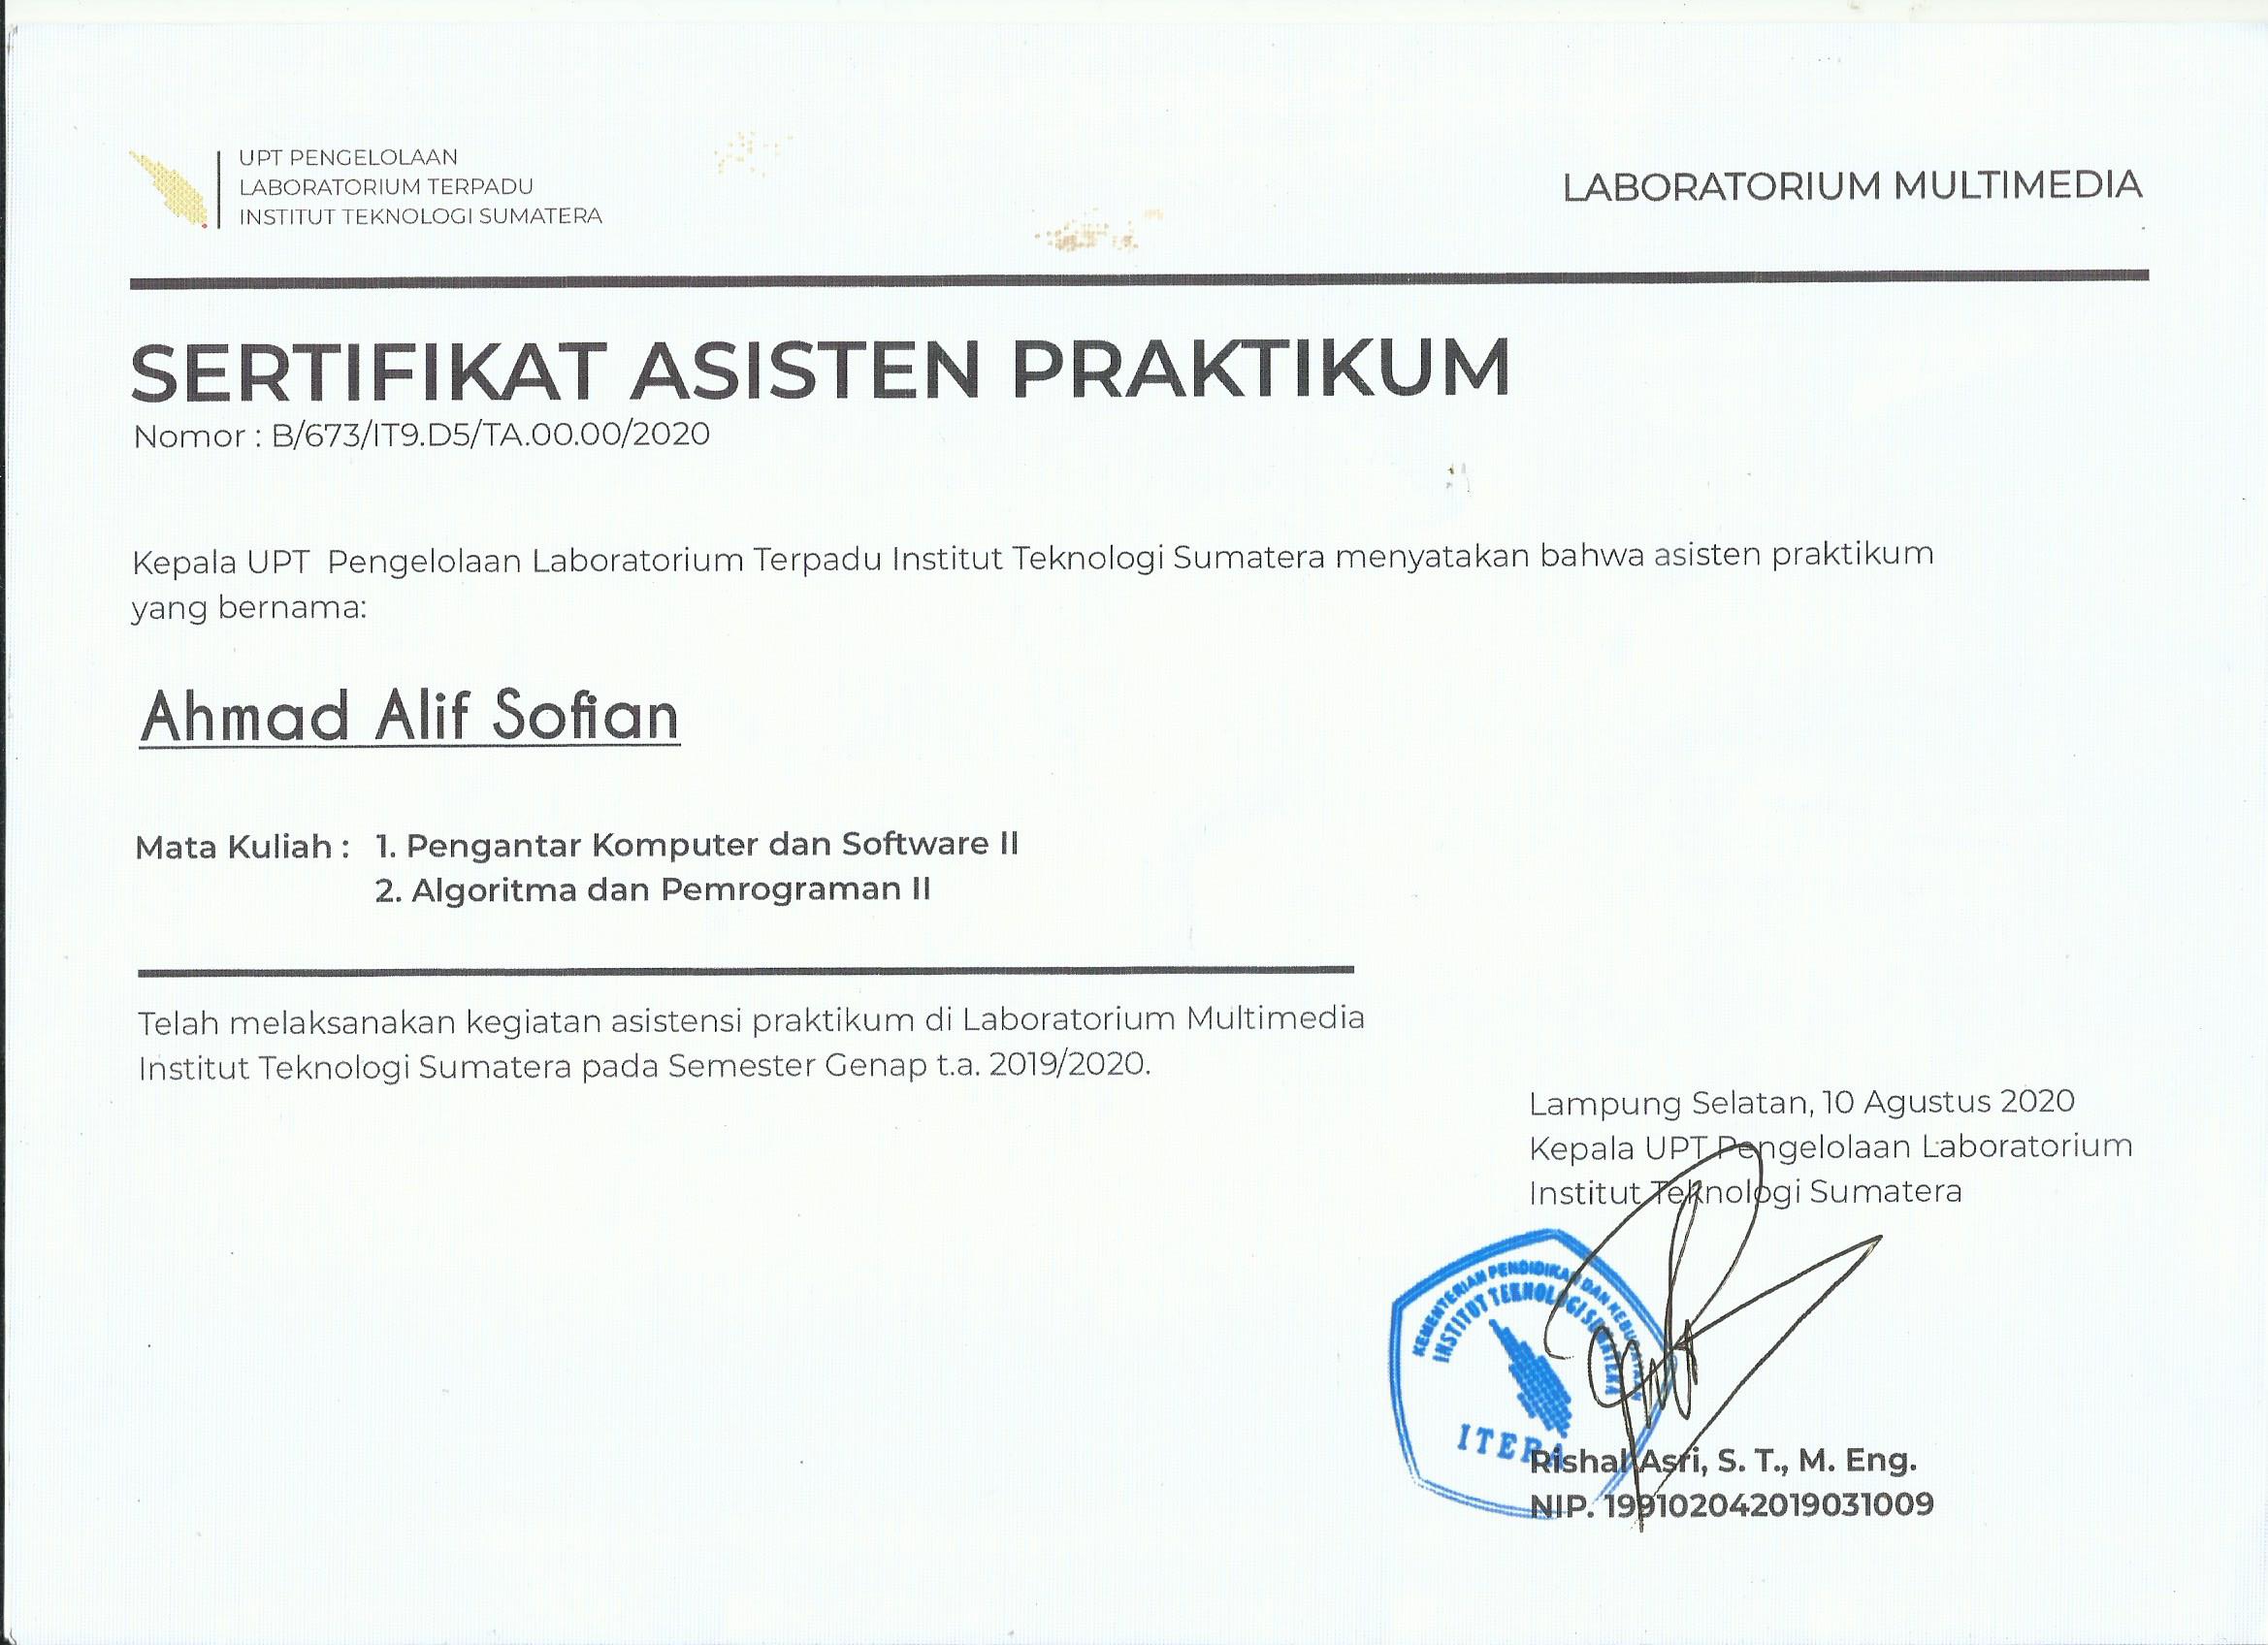 UPT PENGELOLAAN
LABORATORIUM TERPADU
INSTITUT TEKNOLOGI SUMATERA
LABORATORIUM MULTIMEDIA
SERTIFIKAT ASISTEN PRAKTIKUM
Nomor : B/673/IT9.D5/TA.00.00/2020
Kepala UPT Pengelolaan Laboratorium Terpadu Institut Teknologi Sumatera menyatakan bahwa asisten praktikum
yang bernama:
Ahmad Alif Sofian
Mata Kuliah : 1. Pengantar Komputer dan Software II
2. Algoritma dan Pemrograman II
Telah melaksanakan kegiatan asistensi praktikum di Laboratorium Multimedia
Institut Teknologi Sumatera pada Semester Genap t.a. 2019/2020.
Lampung Selatan, 10 Agustus 2020
Kepala UPT Pengelolaan Laboratorium
Institut Teknologi Sumatera
KEMENTERIAN PENDIDIKAN DAN KEBUDAYAAN
INSTITUT TEKNOLOGI SUMATERA
ITERA
Rishal Asri, S. T., M. Eng.
NIP. 199102042019031009